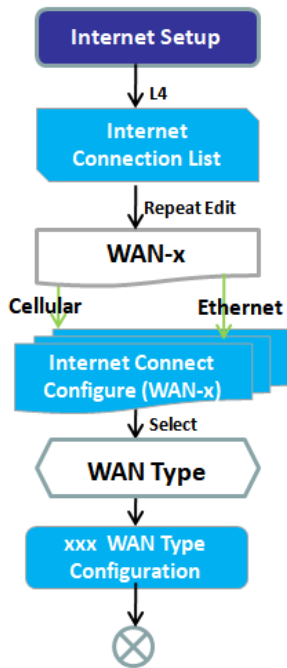 Internet Setup
L4
Internet
Connection List
Repeat Edit
WAN-x
Cellular
Ethernet
Internet Connect
Configure (WAN-x)
Select
WAN Type
xxx WAN Type
Configuration